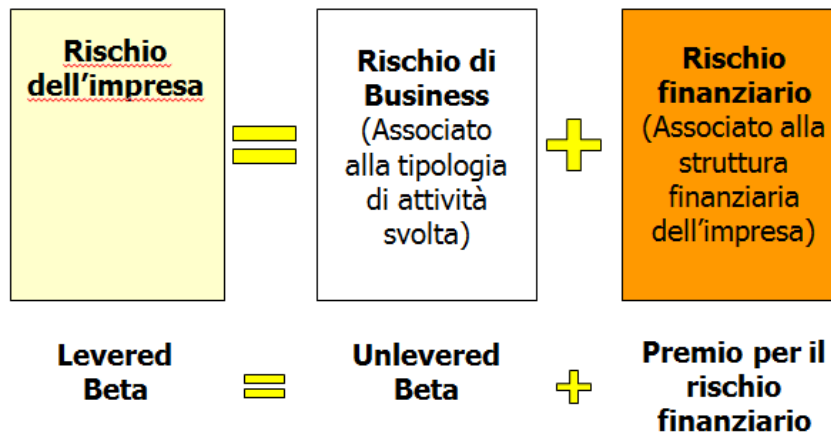 Rischio
dell'impresa
=
Rischio di
Business
(Associato
alla tipologia
di attività
svolta)
+
Rischio
finanziario
(Associato alla
struttura
finanziaria
dell'impresa)
Levered
Beta
=
Unlevered
Beta
+
Premio per il
rischio
finanziario